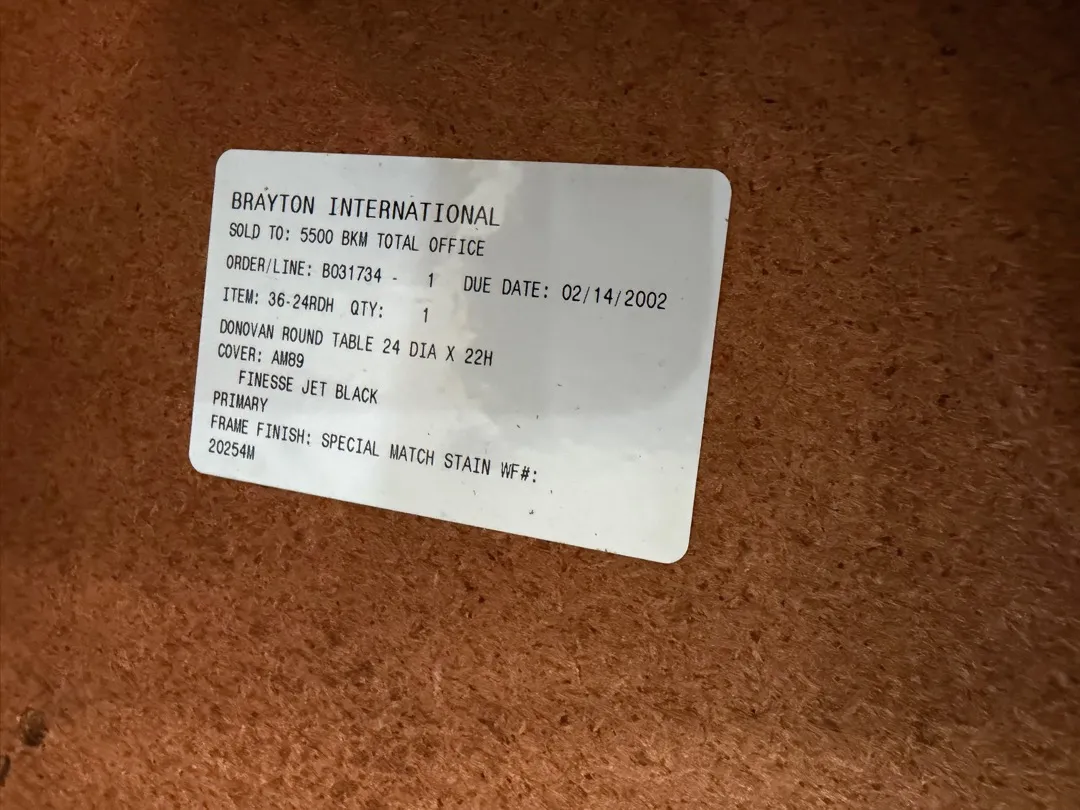 BRAYTON INTERNATIONAL
SOLD TO: 5500 BKM TOTAL OFFICE
ORDER/LINE: B031734 - 1 DUE DATE: 02/14/2002
ITEM: 36-24RDH QTY: 1
DONOVAN ROUND TABLE 24 DIA X 22H
COVER: AM89
FINESSE JET BLACK
PRIMARY
FRAME FINISH: SPECIAL MATCH STAIN WF#:
20254M